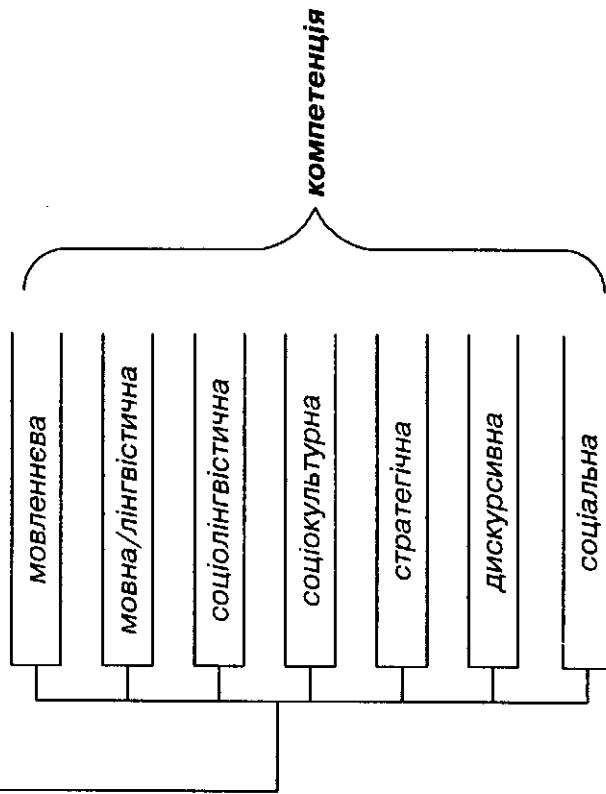 мовленнєва
мовна/лінгвістична
соціолінгвістична
соціокультурна
стратегічна
дискурсивна
соціальна
компетенція